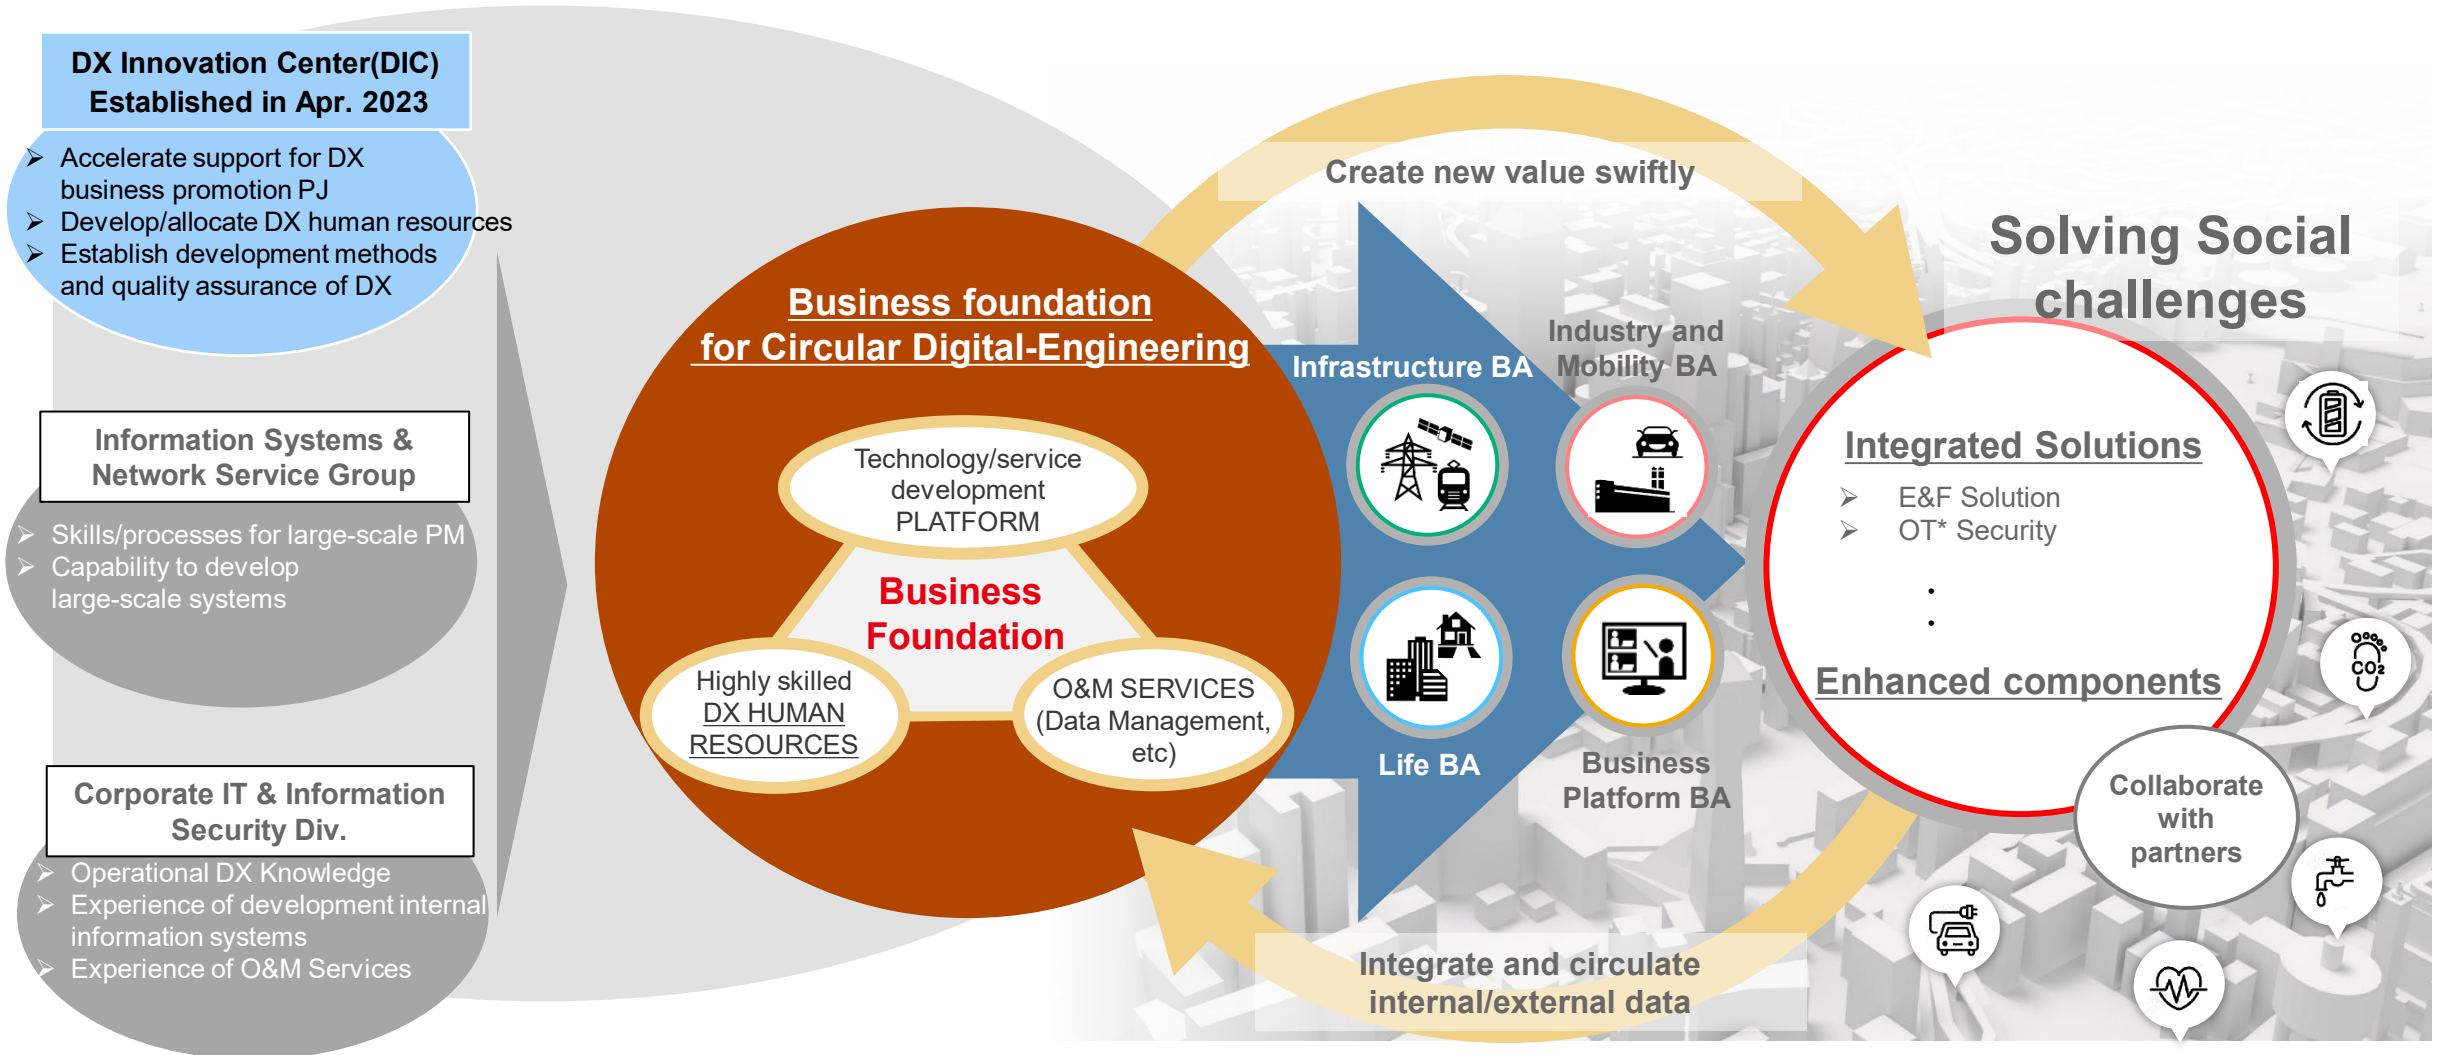 DX Innovation Center(DIC)
Established in Apr. 2023
➢ Accelerate support for DX
business promotion PJ
➢ Develop/allocate DX human resources
➢ Establish development methods
and quality assurance of DX
Information Systems &
Network Service Group
➢ Skills/processes for large-scale PM
➢ Capability to develop
large-scale systems
Corporate IT & Information
Security Div.
➢ Operational DX Knowledge
➢ Experience of development internal
information systems
➢ Experience of O&M Services
Business foundation
for Circular Digital-Engineering
Technology/service
development
PLATFORM
Business
Foundation
Highly skilled
DX HUMAN
RESOURCES
O&M SERVICES
(Data Management,
etc)
Create new value swiftly
Infrastructure BA
Industry and
Mobility BA
Life BA
Business
Platform BA
Integrate and circulate
internal/external data
Solving Social
challenges
Integrated Solutions
➢ E&F Solution
➢ OT* Security
.
.
Enhanced components
Collaborate
with
partners
CO₂